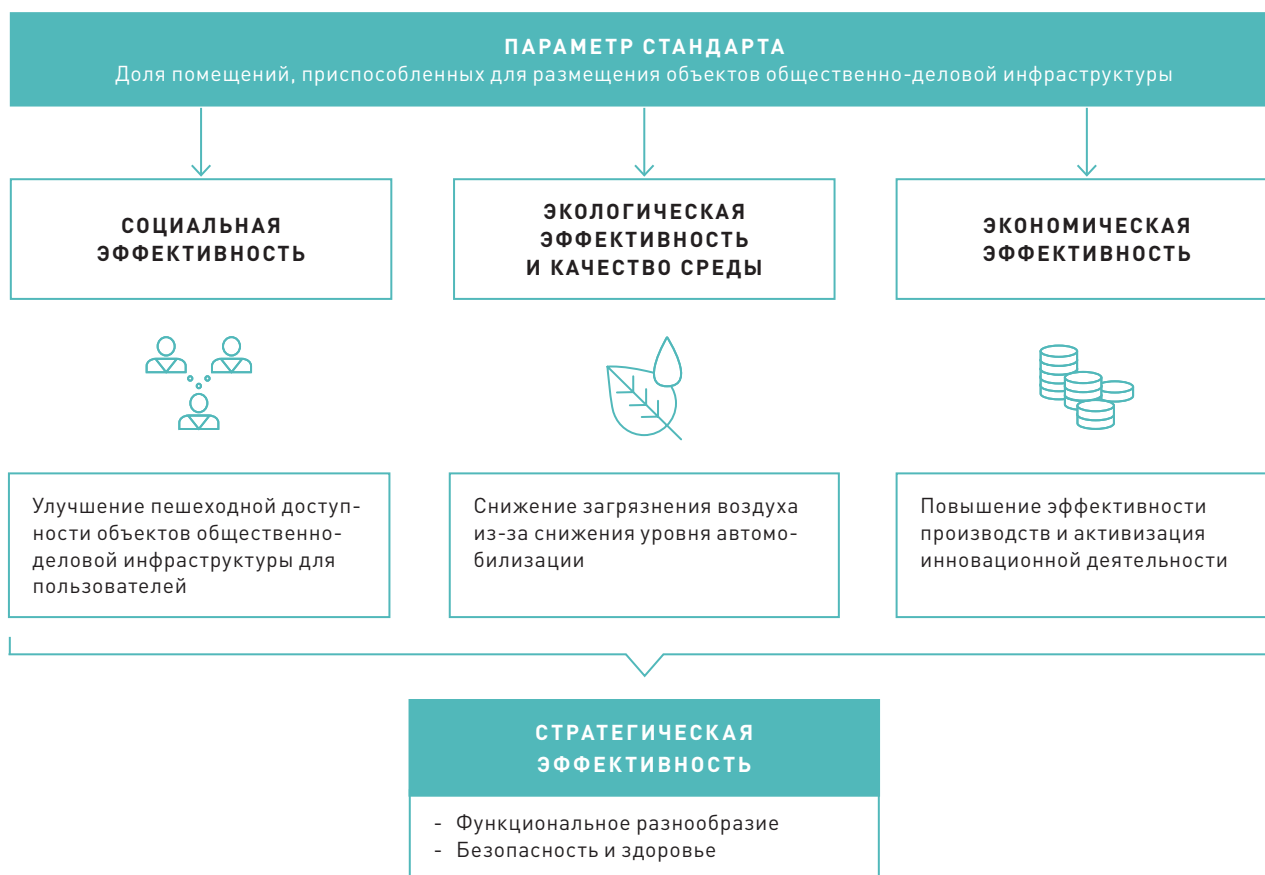 ПАРАМЕТР СТАНДАРТА
Доля помещений, приспособленных для размещения объектов общественно-деловой инфраструктуры
СОЦИАЛЬНАЯ
ЭФФЕКТИВНОСТЬ
ЭКОЛОГИЧЕСКАЯ
ЭФФЕКТИВНОСТЬ
И КАЧЕСТВО СРЕДЫ
ЭКОНОМИЧЕСКАЯ
ЭФФЕКТИВНОСТЬ
Улучшение пешеходной доступ-
ности объектов общественно-
деловой инфраструктуры для
пользователей
Снижение загрязнения воздуха
из-за снижения уровня автомо-
билизации
Повышение эффективности
производств и активизация
инновационной деятельности
СТРАТЕГИЧЕСКАЯ
ЭФФЕКТИВНОСТЬ
- Функциональное разнообразие
- Безопасность и здоровье